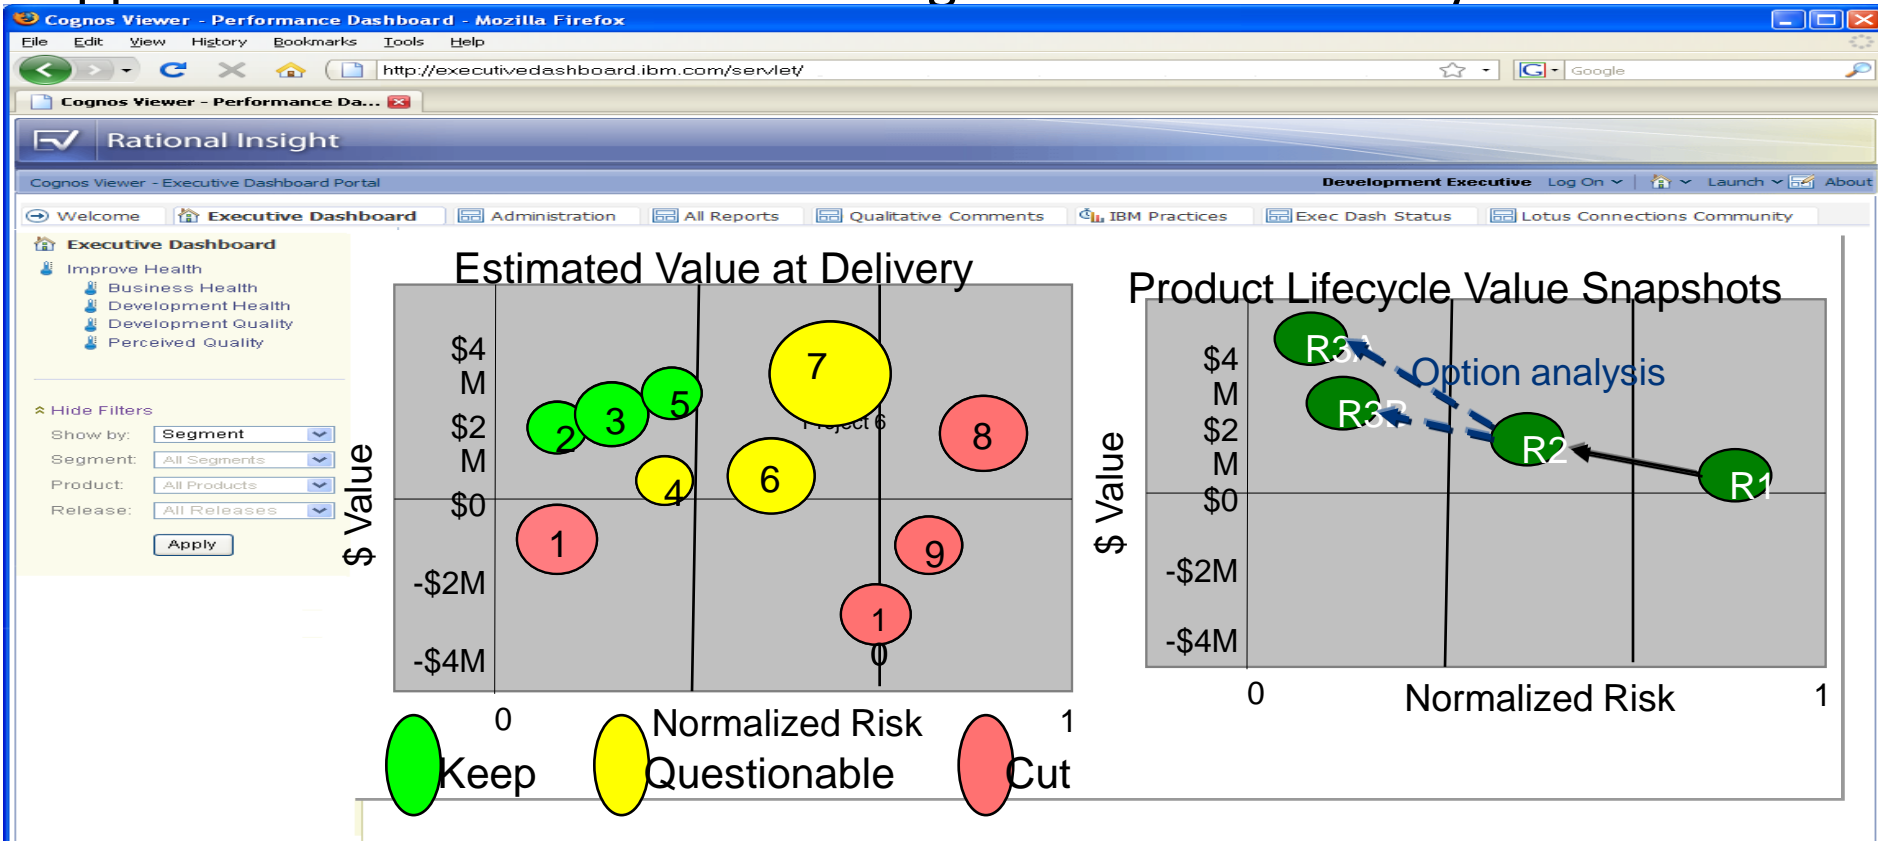 Cognos Viewer - Performance Dashboard - Mozilla Firefox
File Edit View History Bookmarks Tools Help
http://executivedashboard.ibm.com/servlet/
Google
Cognos Viewer - Performance Da...
Rational Insight
Cognos Viewer - Executive Dashboard Portal
Development Executive Log On Launch About
Welcome Executive Dashboard Administration All Reports Qualitative Comments IBM Practices Exec Dash Status Lotus Connections Community
Executive Dashboard
Improve Health
Business Health
Development Health
Development Quality
Perceived Quality
Hide Filters
Show by: Segment
Segment: All Segments
Product: All Products
Release: All Releases
Apply
Estimated Value at Delivery
$ Value
$4
M
$2
M
$0
-$2M
-$4M
7
5
3
2
8
6
4
1
9
1
0
0
Normalized Risk
1
Keep
Questionable
Cut
Product Lifecycle Value Snapshots
$ Value
$4
M
$2
M
$0
-$2M
-$4M
R3A
Option analysis
R3B
R2
R1
0
Normalized Risk
1